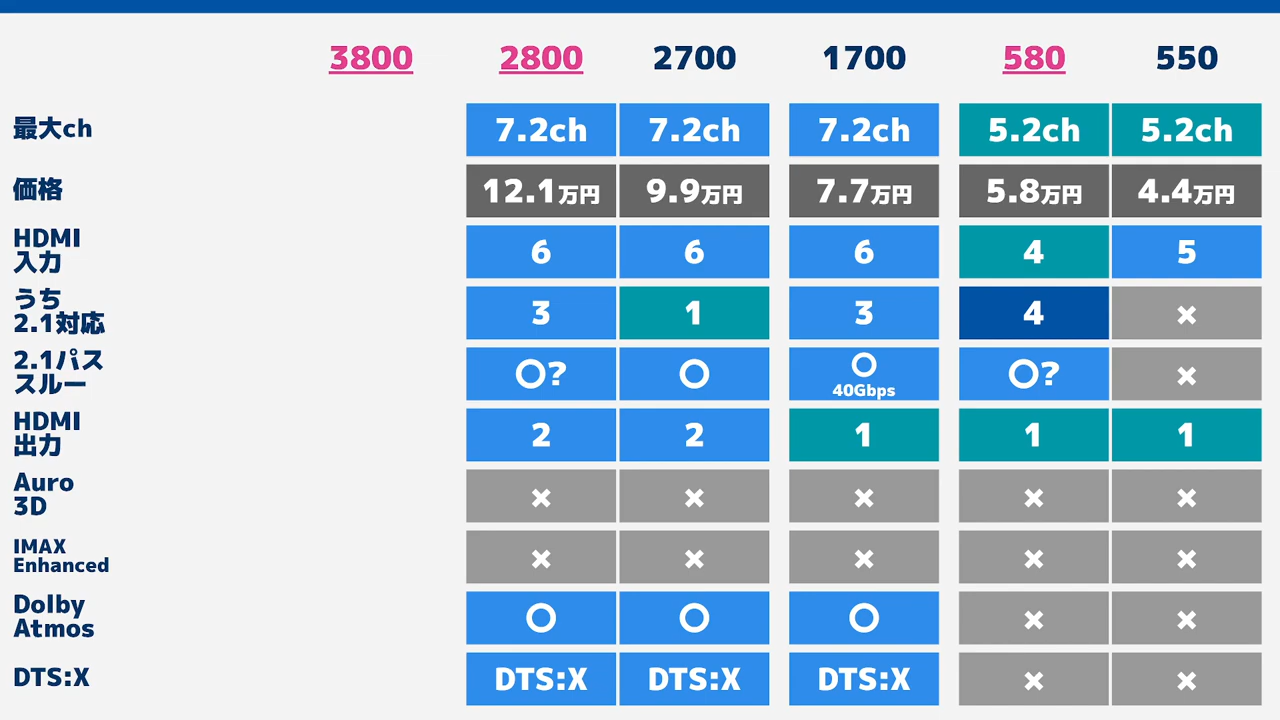 3800 2800 2700 1700 580 550
最大ch 7.2ch 7.2ch 7.2ch 5.2ch 5.2ch
価格 12.1万円 9.9万円 7.7万円 5.8万円 4.4万円
HDMI
入力 6 6 6 4 5
うち
2.1対応 3 1 3 4 ×
2.1パス
スルー ○? ○ ○ ○? ×
40Gbps
HDMI
出力 2 2 1 1 1
Auro
3D × × × × ×
IMAX
Enhanced × × × × ×
Dolby
Atmos ○ ○ ○ × ×
DTS:X DTS:X DTS:X DTS:X × ×